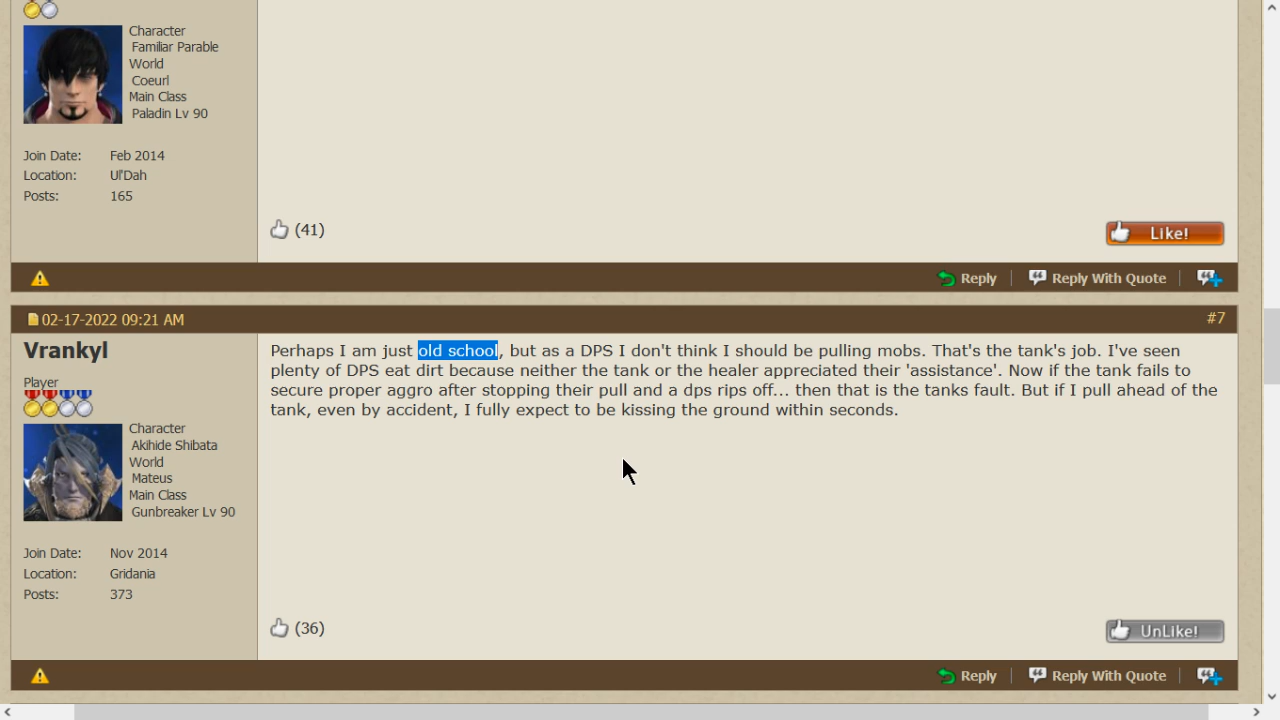 Character
Familiar Parable
World
Coeurl
Main Class
Paladin Lv 90
Join Date: Feb 2014
Location: Ul'Dah
Posts: 165
(41)
Like!
Reply
Reply With Quote
02-17-2022 09:21 AM
#7
Vrankyl
Player
Character
Akihide Shibata
World
Mateus
Main Class
Gunbreaker Lv 90
Join Date: Nov 2014
Location: Gridania
Posts: 373
Perhaps I am just old school, but as a DPS I don't think I should be pulling mobs. That's the tank's job. I've seen
plenty of DPS eat dirt because neither the tank or the healer appreciated their 'assistance'. Now if the tank fails to
secure proper aggro after stopping their pull and a dps rips off... then that is the tanks fault. But if I pull ahead of the
tank, even by accident, I fully expect to be kissing the ground within seconds.
(36)
UnLike!
Reply
Reply With Quote